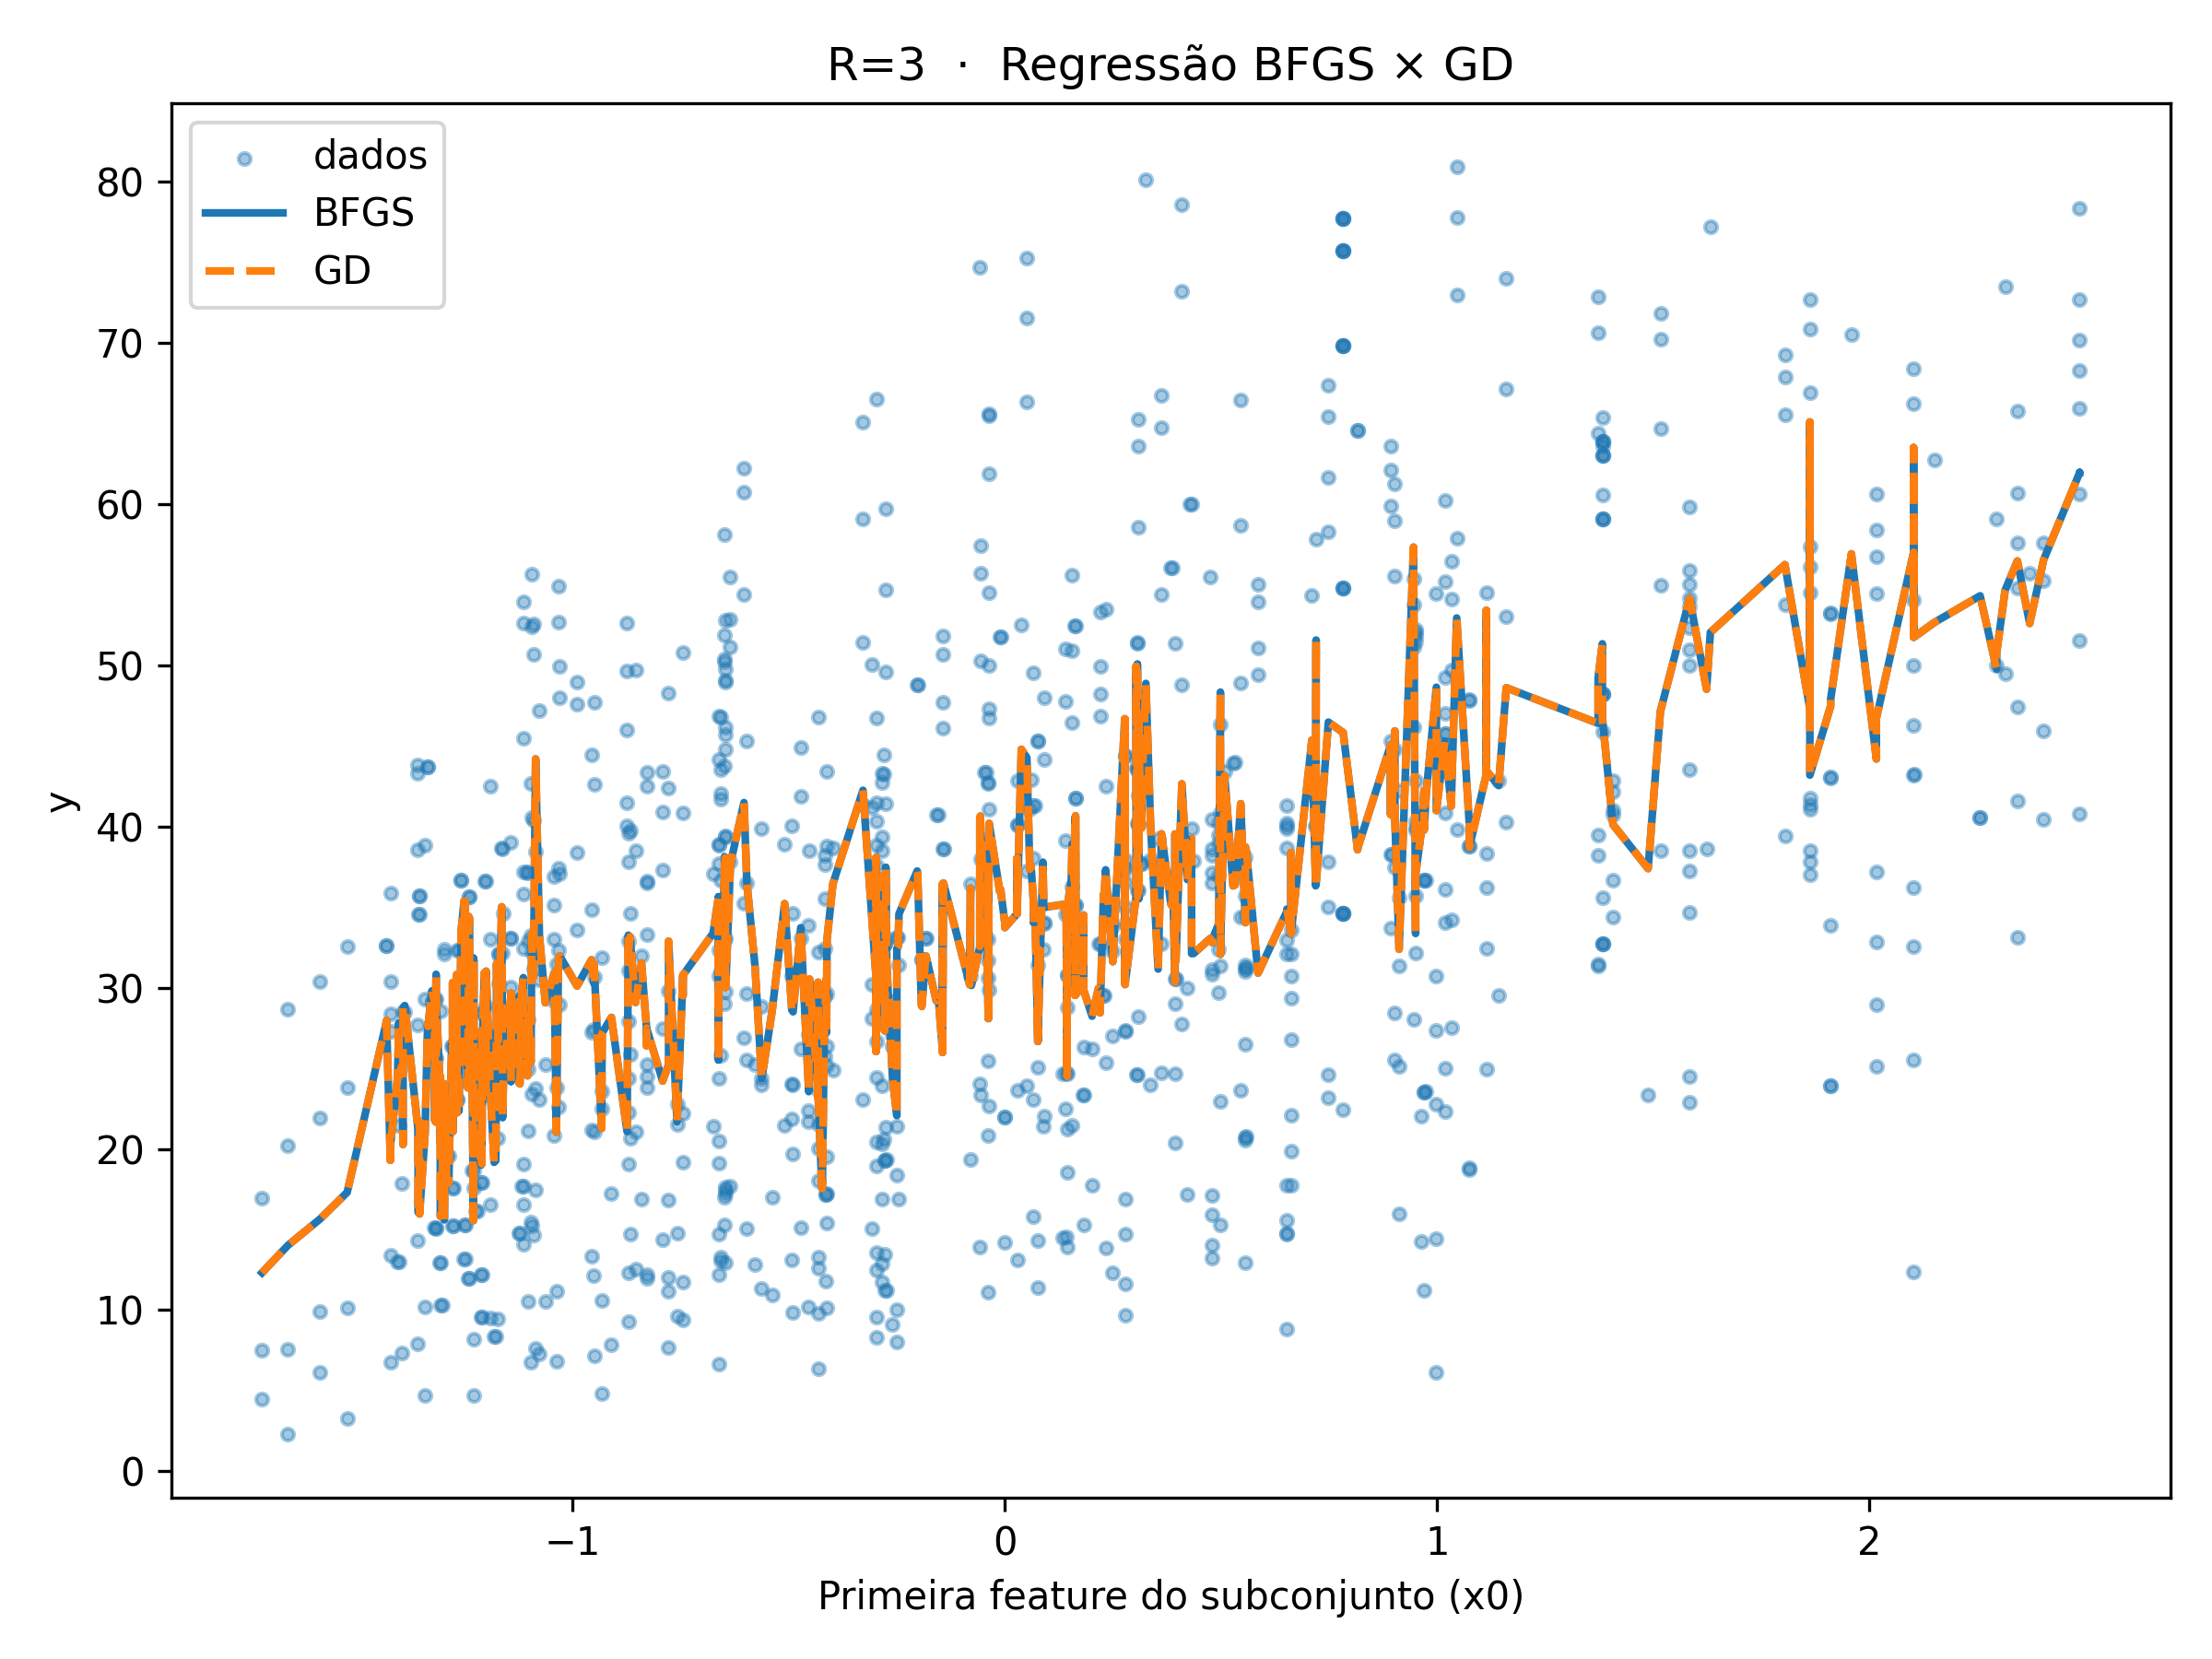 R=3 · Regressão BFGS × GD
dados
BFGS
GD
80
70
60
50
40
30
20
10
0
y
−1
0
1
2
Primeira feature do subconjunto (x0)